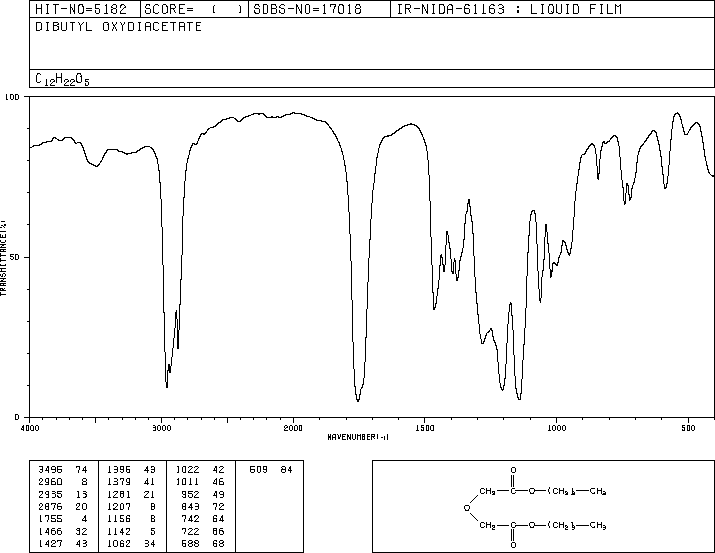 HIT-NO=5182 SCORE= ( ) SDBS-NO=17018 IR-NIDA-61163 : LIQUID FILM
DIBUTYL OXYDIACETATE
C12H22O5
100
TRANSMITTANCE(%)
50
0
4000 3000 2000 1500 1000 500
WAVENUMBER(-1)
3495 74 1396 49 1022 42 509 84
2960 8 1379 41 1011 46
2935 13 1281 21 952 49
2876 20 1207 8 843 72
1755 4 1156 8 742 64
1466 32 1142 5 722 66
1427 43 1062 34 588 68
O
CH2 C O (CH2)3 CH3
O
CH2 C O (CH2)3 CH3
O